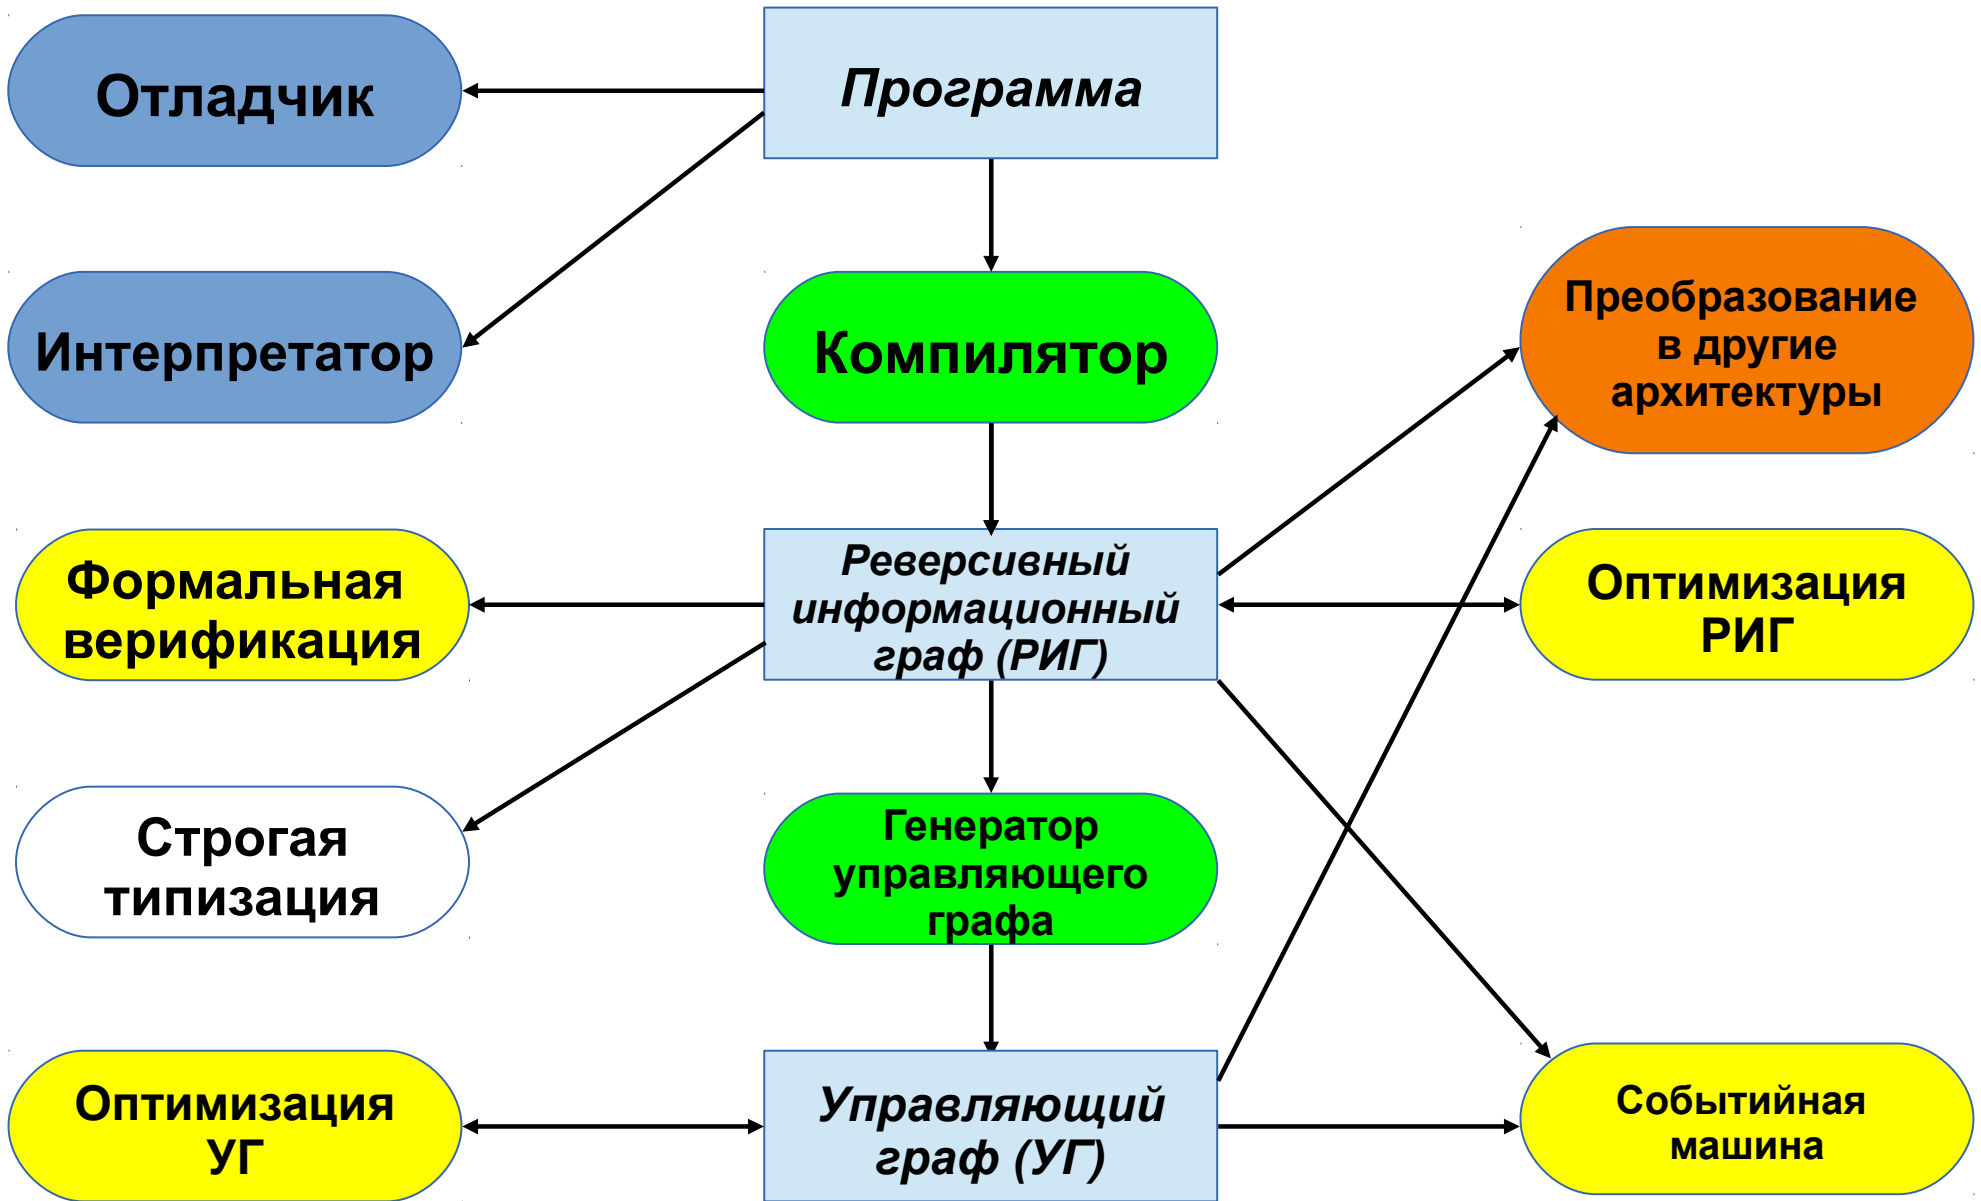 Отладчик
Программа
Интерпретатор
Компилятор
Преобразование
в другие
архитектуры
Формальная
верификация
Реверсивный
информационный
граф (РИГ)
Оптимизация
РИГ
Строгая
типизация
Генератор
управляющего
графа
Оптимизация
УГ
Управляющий
граф (УГ)
Событийная
машина